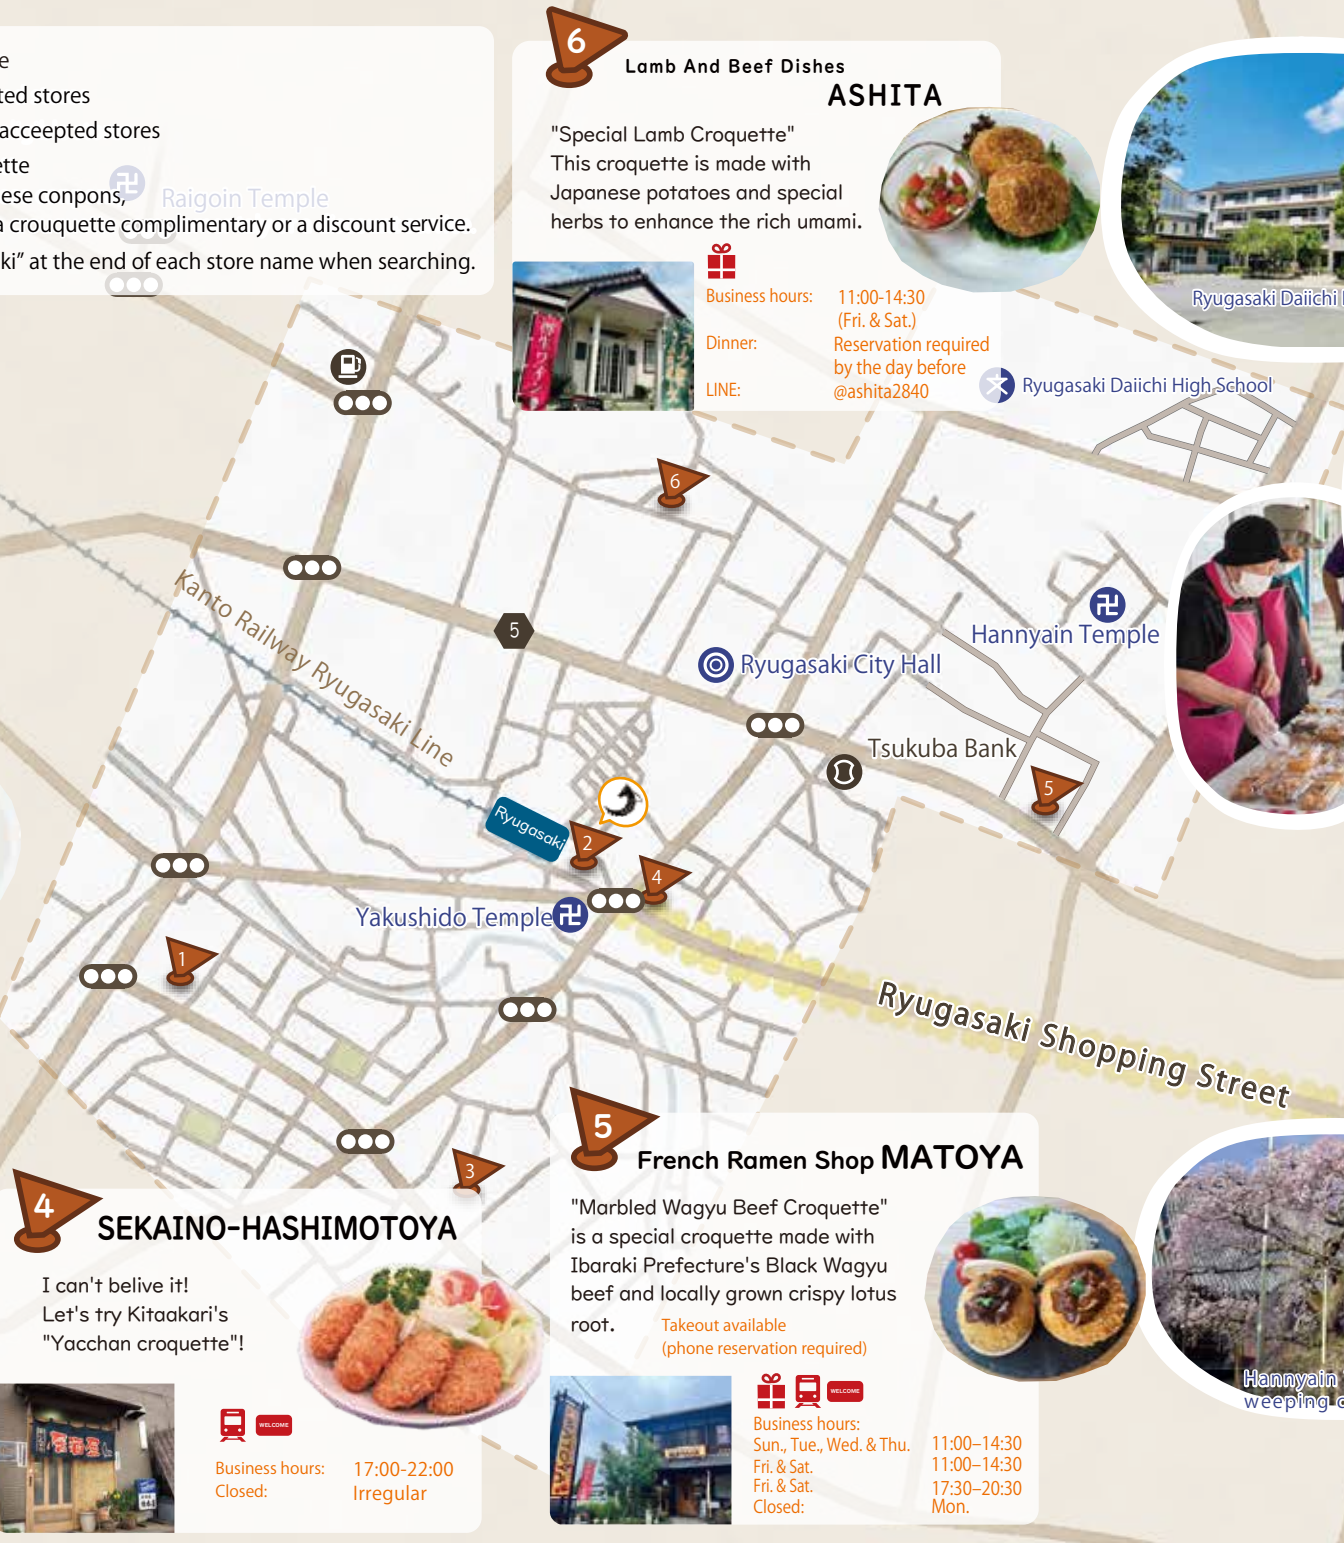 e
ted stores
acceepted stores
ette
ese conpons,
a crouquette complimentary or a discount service.
ki" at the end of each store name when searching.
Raigoin Temple
6
Lamb And Beef Dishes
ASHITA
"Special Lamb Croquette"
This croquette is made with
Japanese potatoes and special
herbs to enhance the rich umami.
Business hours: 11:00-14:30
(Fri. & Sat.)
Dinner: Reservation required
by the day before
LINE: @ashita2840
Ryugasaki Daiichi
文 Ryugasaki Daiichi High School
6
Kanto Railway Ryugasaki Line
5
Ryugasaki City Hall
Hannyain Temple
Tsukuba Bank
5
Ryugasaki
2
4
Yakushido Temple
1
Ryugasaki Shopping Street
3
4
SEKAINO-HASHIMOTOYA
I can't belive it!
Let's try Kitaakari's
"Yacchan croquette"!
WELCOME
Business hours: 17:00-22:00
Closed: Irregular
5
French Ramen Shop MATOYA
"Marbled Wagyu Beef Croquette"
is a special croquette made with
Ibaraki Prefecture's Black Wagyu
beef and locally grown crispy lotus
root.
Takeout available
(phone reservation required)
WELCOME
Business hours:
Sun., Tue., Wed. & Thu. 11:00–14:30
Fri. & Sat. 11:00–14:30
Fri. & Sat. 17:30–20:30
Closed: Mon.
Hannyain
weeping c